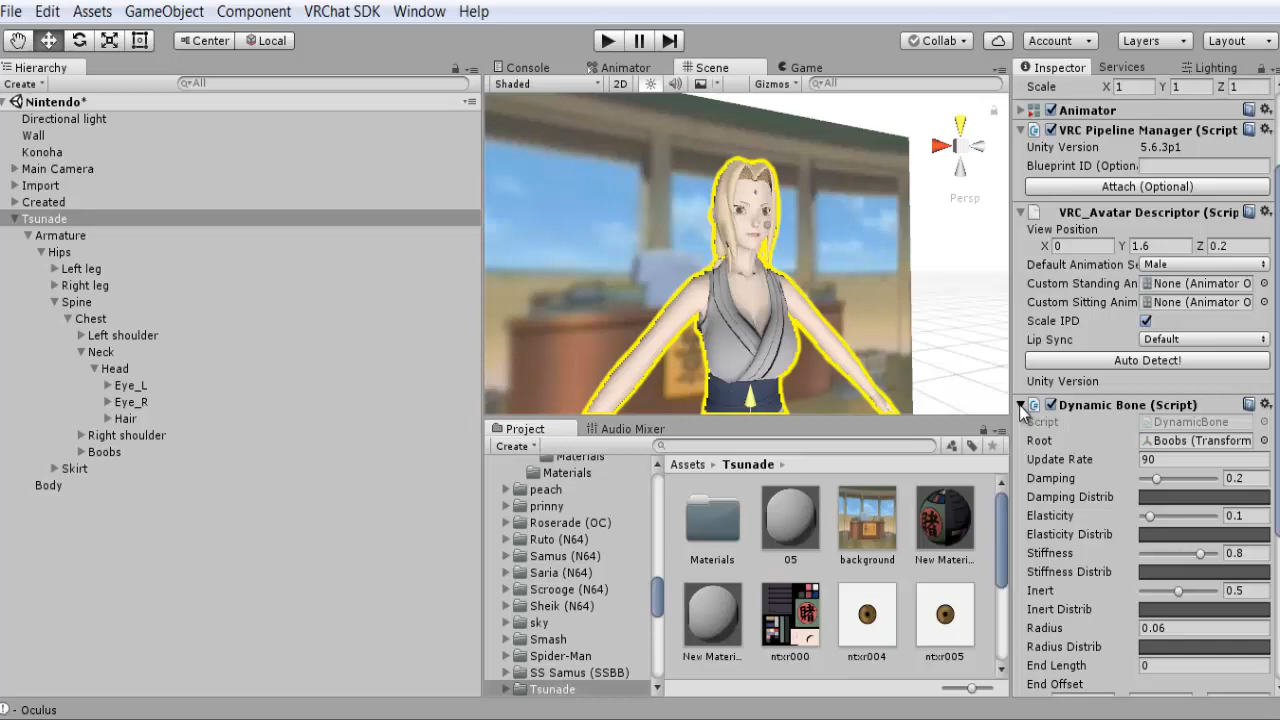 File Edit Assets GameObject Component VRChat SDK Window Help
Center Local Collab Account Layers Layout
Hierarchy
Create All
Nintendo*
Directional light
Wall
Konoha
Main Camera
Import
Created
Tsunade
Armature
Hips
Left leg
Right leg
Spine
Chest
Left shoulder
Neck
Head
Eye_L
Eye_R
Hair
Right shoulder
Boobs
Skirt
Body
Console Animator Scene Game
Shaded 2D Gizmos All
Persp
Project Audio Mixer
Create
Materials
Materials
peach
prinny
Roserade (OC)
Ruto (N64)
Samus (N64)
Saria (N64)
Scrooge (N64)
Sheik (N64)
sky
Smash
Spider-Man
SS Samus (SSBB)
Tsunade
Assets Tsunade
Materials 05 background New Materi...
New Materi... ntxr000 ntxr004 ntxr005
Inspector Services Lighting
Scale X 1 Y 1 Z 1
Animator
VRC Pipeline Manager (Script
Unity Version 5.6.3p1
Blueprint ID (Option
Attach (Optional)
VRC_Avatar Descriptor (Scrip
View Position
X 0 Y 1.6 Z 0.2
Default Animation Se Male
Custom Standing An None (Animator O
Custom Sitting Anim None (Animator O
Scale IPD
Lip Sync Default
Auto Detect!
Unity Version
Dynamic Bone (Script)
Script DynamicBone
Root Boobs (Transform
Update Rate 90
Damping 0.2
Damping Distrib
Elasticity 0.1
Elasticity Distrib
Stiffness 0.8
Stiffness Distrib
Inert 0.5
Inert Distrib
Radius 0.06
Radius Distrib
End Length 0
End Offset
- Oculus